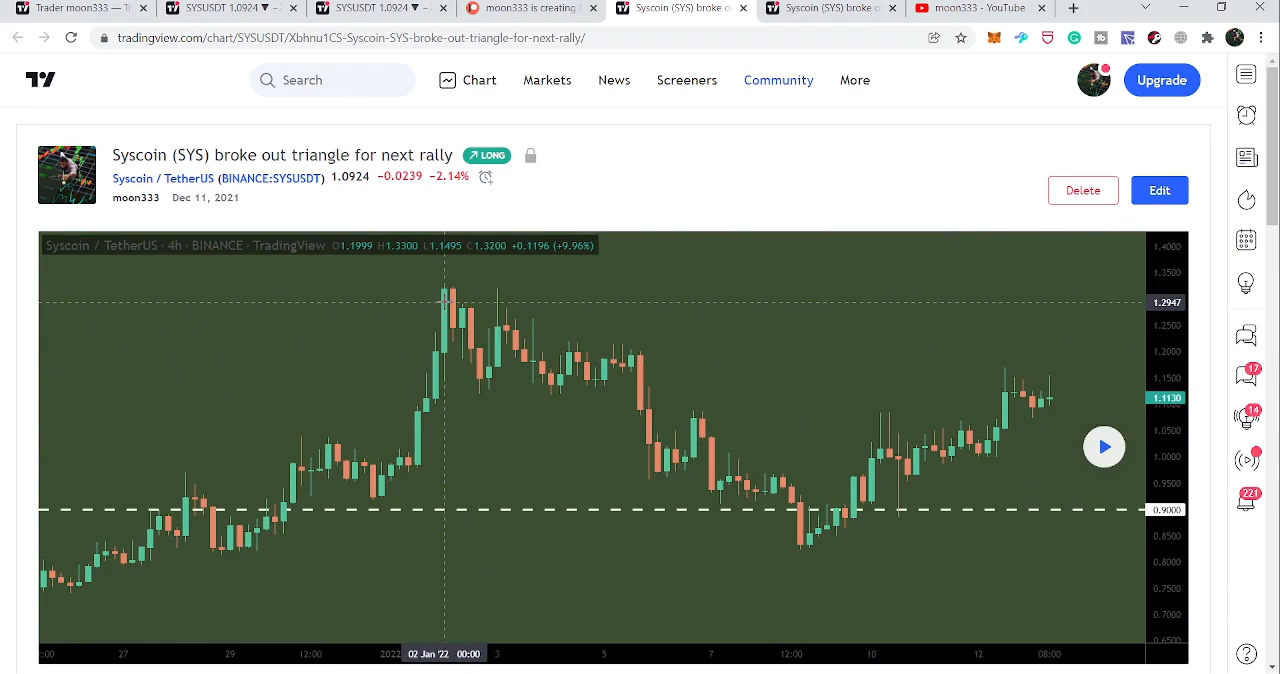 Trader moon333 — T
SYSUSDT 1.0924 ▼ −
SYSUSDT 1.0924 ▼ −
moon333 is creating
Syscoin (SYS) broke o
Syscoin (SYS) broke o
moon333 - YouTube
tradingview.com/chart/SYSUSDT/Xbhnu1CS-Syscoin-SYS-broke-out-triangle-for-next-rally/
Search
Chart
Markets
News
Screeners
Community
More
Upgrade
Syscoin (SYS) broke out triangle for next rally
LONG
Syscoin / TetherUS (BINANCE:SYSUSDT) 1.0924 −0.0239 −2.14%
moon333 Dec 11, 2021
Delete
Edit
Syscoin / TetherUS · 4h · BINANCE · TradingView O1.1999 H1.3300 L1.1495 C1.3200 +0.1196 (+9.96%)
1.4000
1.3500
1.2947
1.2500
1.2000
1.1500
1.1130
1.0500
1.0000
0.9500
0.9000
0.8500
0.8000
0.7500
0.7000
0.6500
:00 27 29 12:00 2022 02 Jan '22 00:00 3 5 7 12:00 10 12 08:00
17
14
221